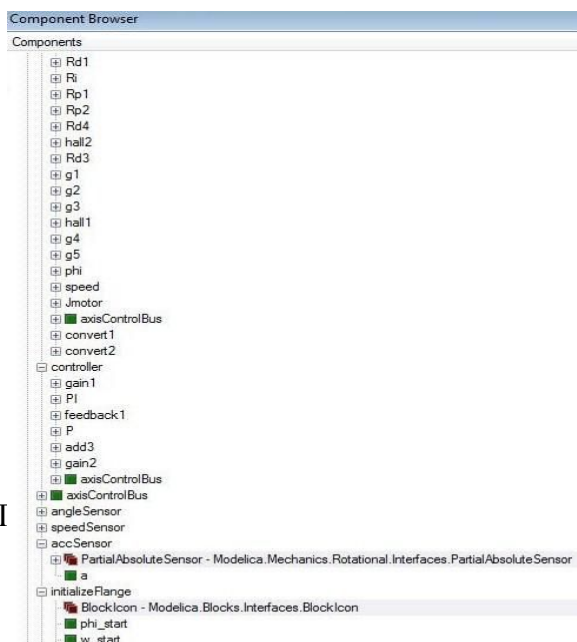 Component Browser
Components
Rd1
Ri
Rp1
Rp2
Rd4
hall2
Rd3
g1
g2
g3
hall1
g4
g5
phi
speed
Jmotor
axisControlBus
convert1
convert2
controller
gain1
PI
feedback1
P
add3
gain2
axisControlBus
axisControlBus
angleSensor
speedSensor
accSensor
PartialAbsoluteSensor - Modelica.Mechanics.Rotational.Interfaces.PartialAbsoluteSensor
a
initializeFlange
BlockIcon - Modelica.Blocks.Interfaces.BlockIcon
phi_start
w_start